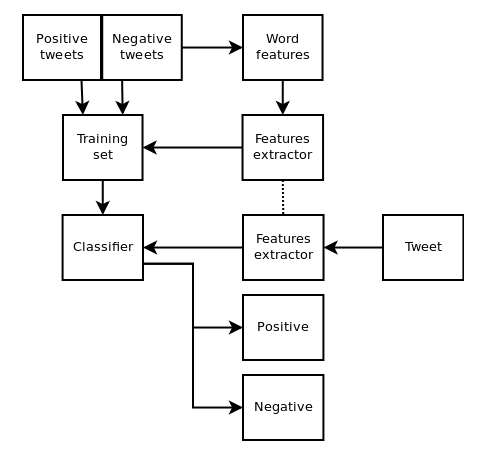 Positive
tweets
Negative
tweets
Word
features
Training
set
Features
extractor
Classifier
Features
extractor
Tweet
Positive
Negative